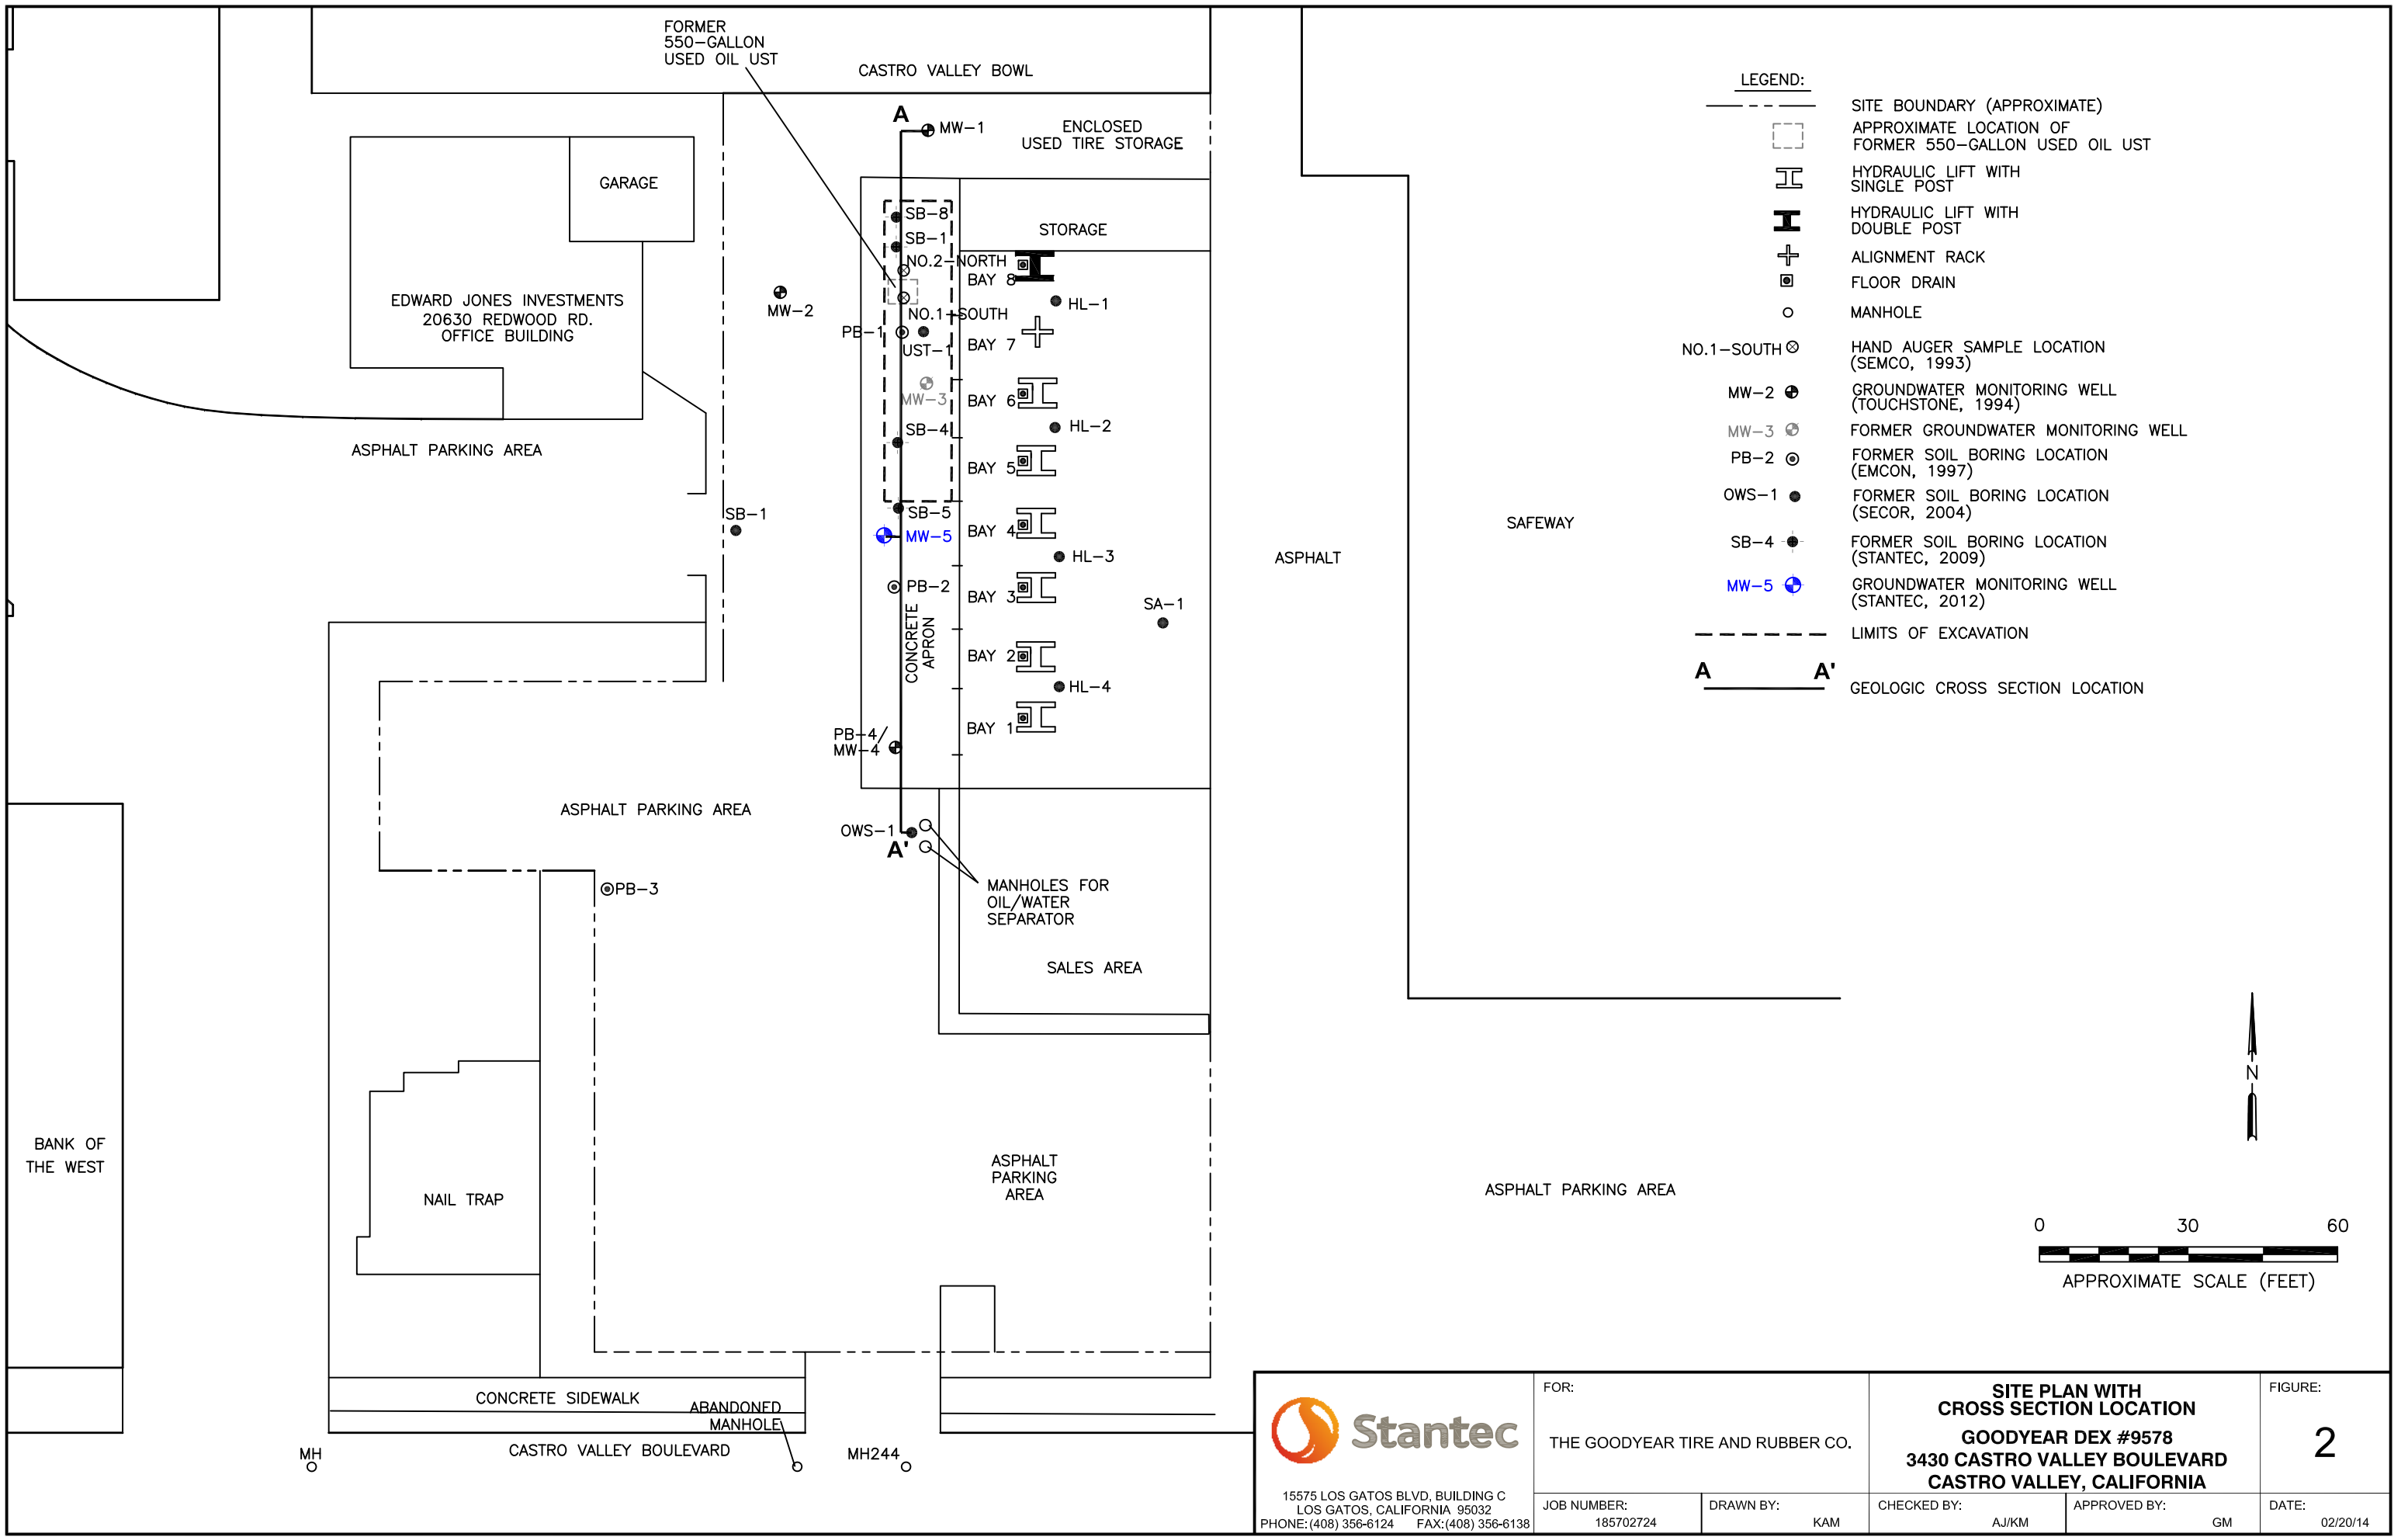 FORMER
550-GALLON
USED OIL UST
CASTRO VALLEY BOWL
A
MW-1
ENCLOSED
USED TIRE STORAGE
GARAGE
SB-8
SB-1
STORAGE
NO.2-NORTH
BAY 8
HL-1
EDWARD JONES INVESTMENTS
20630 REDWOOD RD.
OFFICE BUILDING
MW-2
NO.1-SOUTH
PB-1
UST-1
BAY 7
MW-3
BAY 6
SB-4
HL-2
ASPHALT PARKING AREA
BAY 5
SB-1
SB-5
MW-5
BAY 4
HL-3
PB-2
BAY 3
CONCRETE
APRON
SA-1
BAY 2
HL-4
BAY 1
PB-4/
MW-4
ASPHALT PARKING AREA
OWS-1
A'
PB-3
MANHOLES FOR
OIL/WATER
SEPARATOR
SALES AREA
ASPHALT
SAFEWAY
BANK OF
THE WEST
NAIL TRAP
ASPHALT
PARKING
AREA
ASPHALT PARKING AREA
CONCRETE SIDEWALK
ABANDONED
MANHOLE
CASTRO VALLEY BOULEVARD
MH
MH244
LEGEND:
SITE BOUNDARY (APPROXIMATE)
APPROXIMATE LOCATION OF
FORMER 550-GALLON USED OIL UST
HYDRAULIC LIFT WITH
SINGLE POST
HYDRAULIC LIFT WITH
DOUBLE POST
ALIGNMENT RACK
FLOOR DRAIN
MANHOLE
NO.1-SOUTH
HAND AUGER SAMPLE LOCATION
(SEMCO, 1993)
MW-2
GROUNDWATER MONITORING WELL
(TOUCHSTONE, 1994)
MW-3
FORMER GROUNDWATER MONITORING WELL
PB-2
FORMER SOIL BORING LOCATION
(EMCON, 1997)
OWS-1
FORMER SOIL BORING LOCATION
(SECOR, 2004)
SB-4
FORMER SOIL BORING LOCATION
(STANTEC, 2009)
MW-5
GROUNDWATER MONITORING WELL
(STANTEC, 2012)
LIMITS OF EXCAVATION
A A'
GEOLOGIC CROSS SECTION LOCATION
N
0 30 60
APPROXIMATE SCALE (FEET)
Stantec
15575 LOS GATOS BLVD, BUILDING C
LOS GATOS, CALIFORNIA 95032
PHONE:(408) 356-6124 FAX:(408) 356-6138
FOR:
THE GOODYEAR TIRE AND RUBBER CO.
JOB NUMBER:
185702724
DRAWN BY:
KAM
SITE PLAN WITH
CROSS SECTION LOCATION
GOODYEAR DEX #9578
3430 CASTRO VALLEY BOULEVARD
CASTRO VALLEY, CALIFORNIA
CHECKED BY:
AJ/KM
APPROVED BY:
GM
FIGURE:
2
DATE:
02/20/14